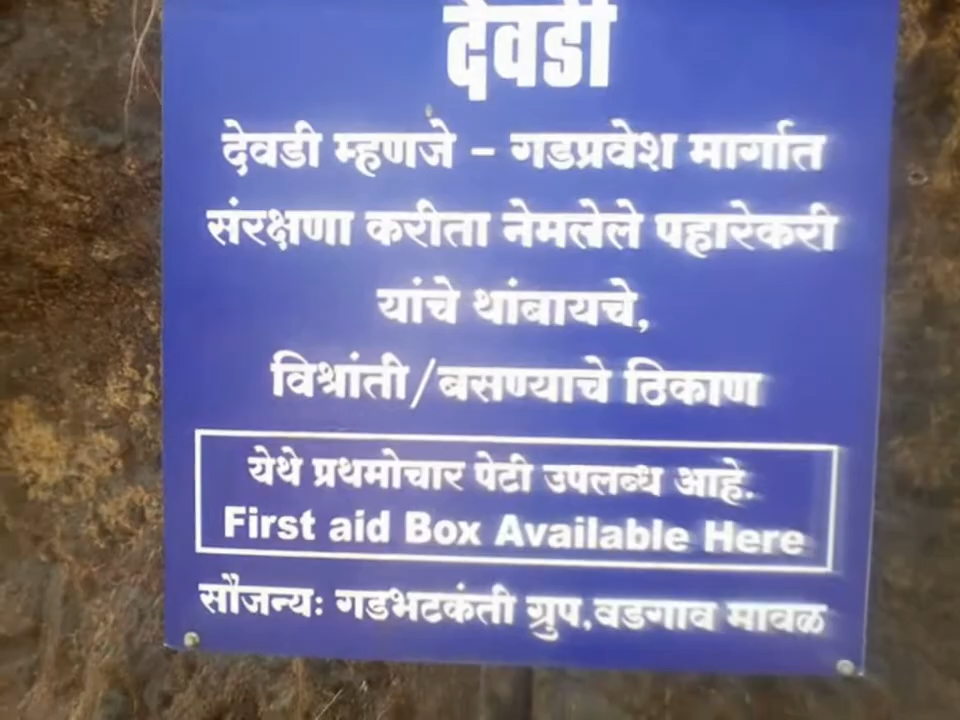 देवडी
देवडी म्हणजे - गडप्रवेश मार्गात
संरक्षणा करीता नेमलेले पहारेकरी
यांचे थांबायचे,
विश्रांती/बसण्याचे ठिकाण
येथे प्रथमोचार पेटी उपलब्ध आहे.
First aid Box Available Here
सौजन्यः गडभटकंती ग्रुप,वडगाव मावळ